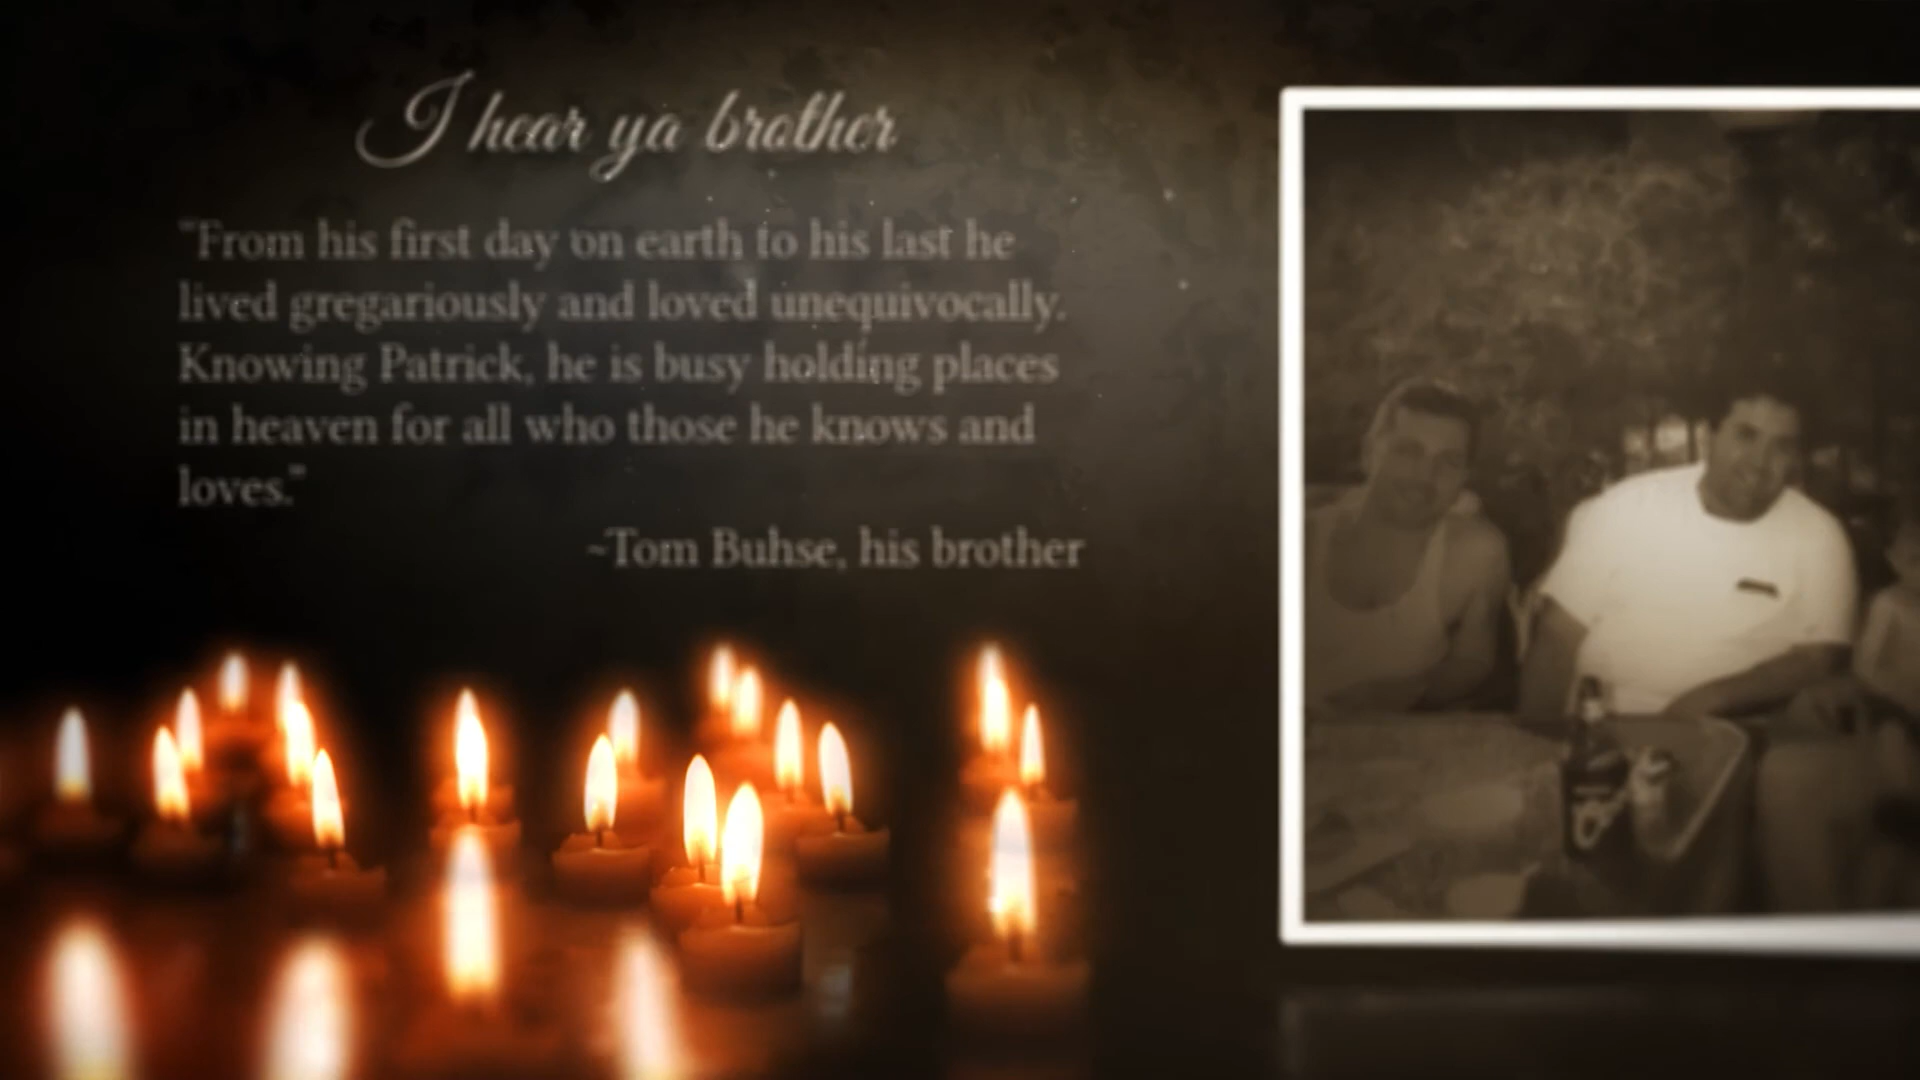 I hear ya brother
"From his first day on earth to his last he
lived gregariously and loved unequivocally.
Knowing Patrick, he is busy holding places
in heaven for all who those he knows and
loves."
~Tom Buhse, his brother